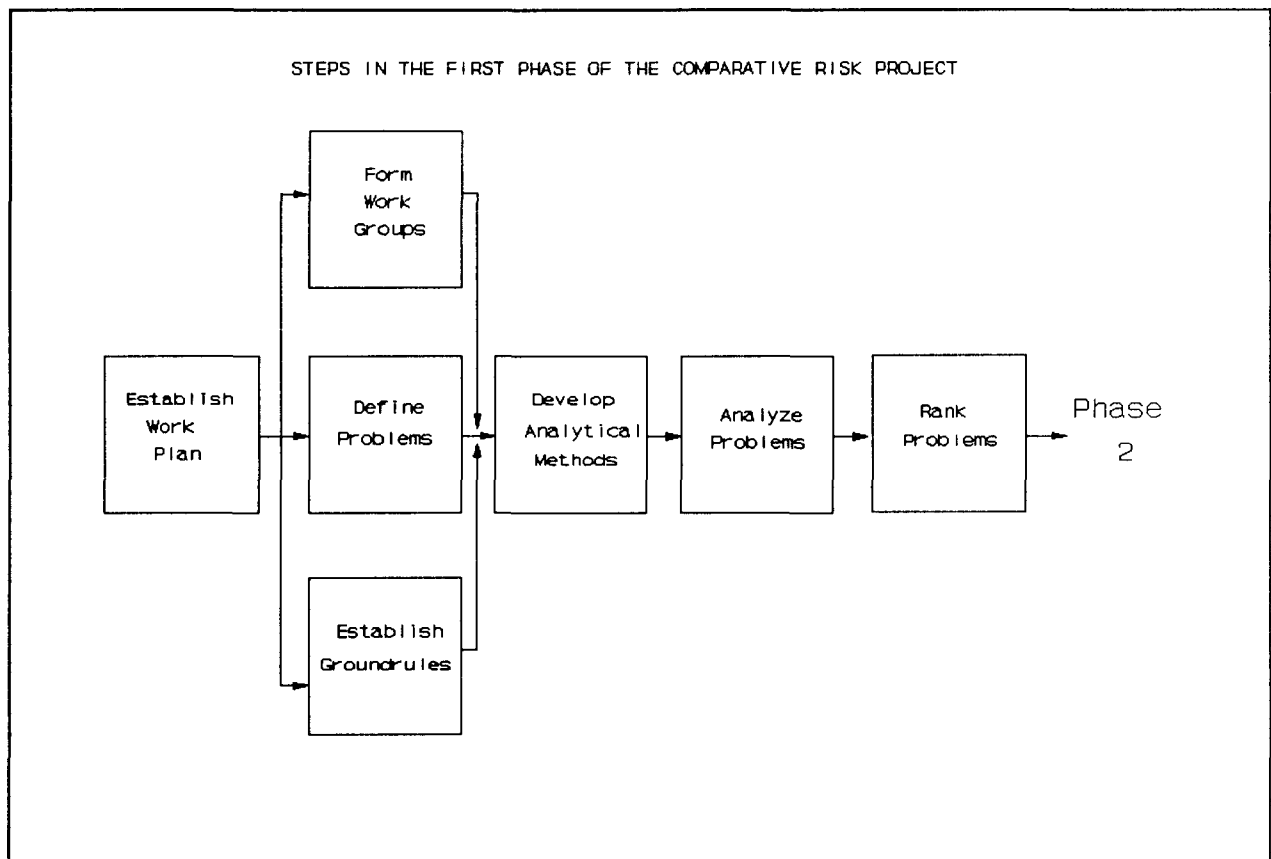 STEPS IN THE FIRST PHASE OF THE COMPARATIVE RISK PROJECT
Form
Work
Groups
Establish
Work
Plan
Define
Problems
Develop
Analytical
Methods
Analyze
Problems
Rank
Problems
Phase
2
Establish
Groundrules